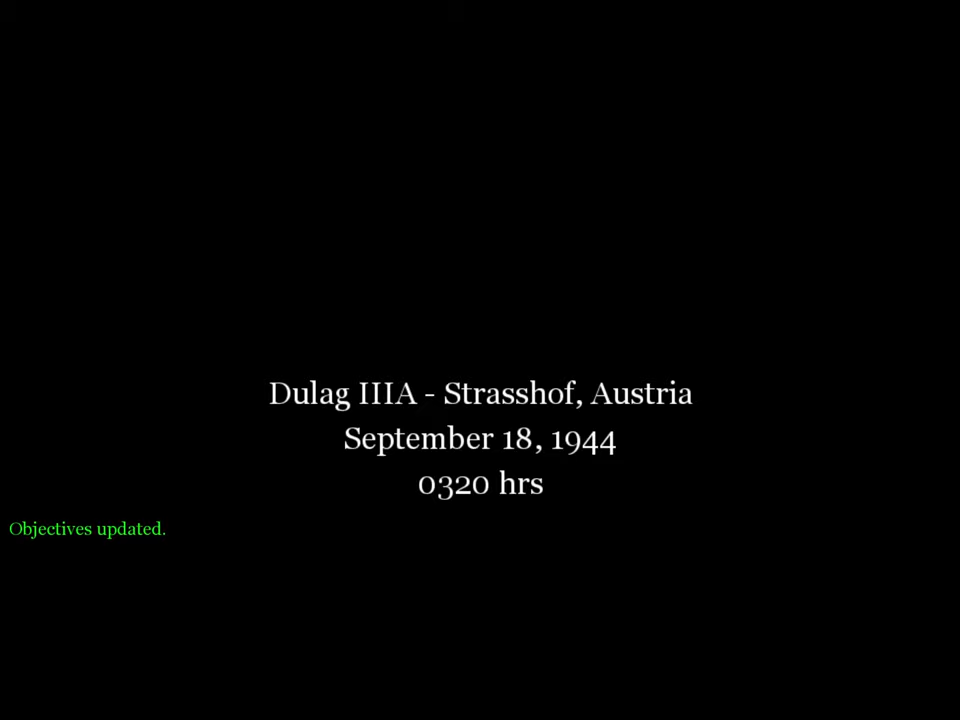 Dulag IIIA - Strasshof, Austria
September 18, 1944
0320 hrs
Objectives updated.